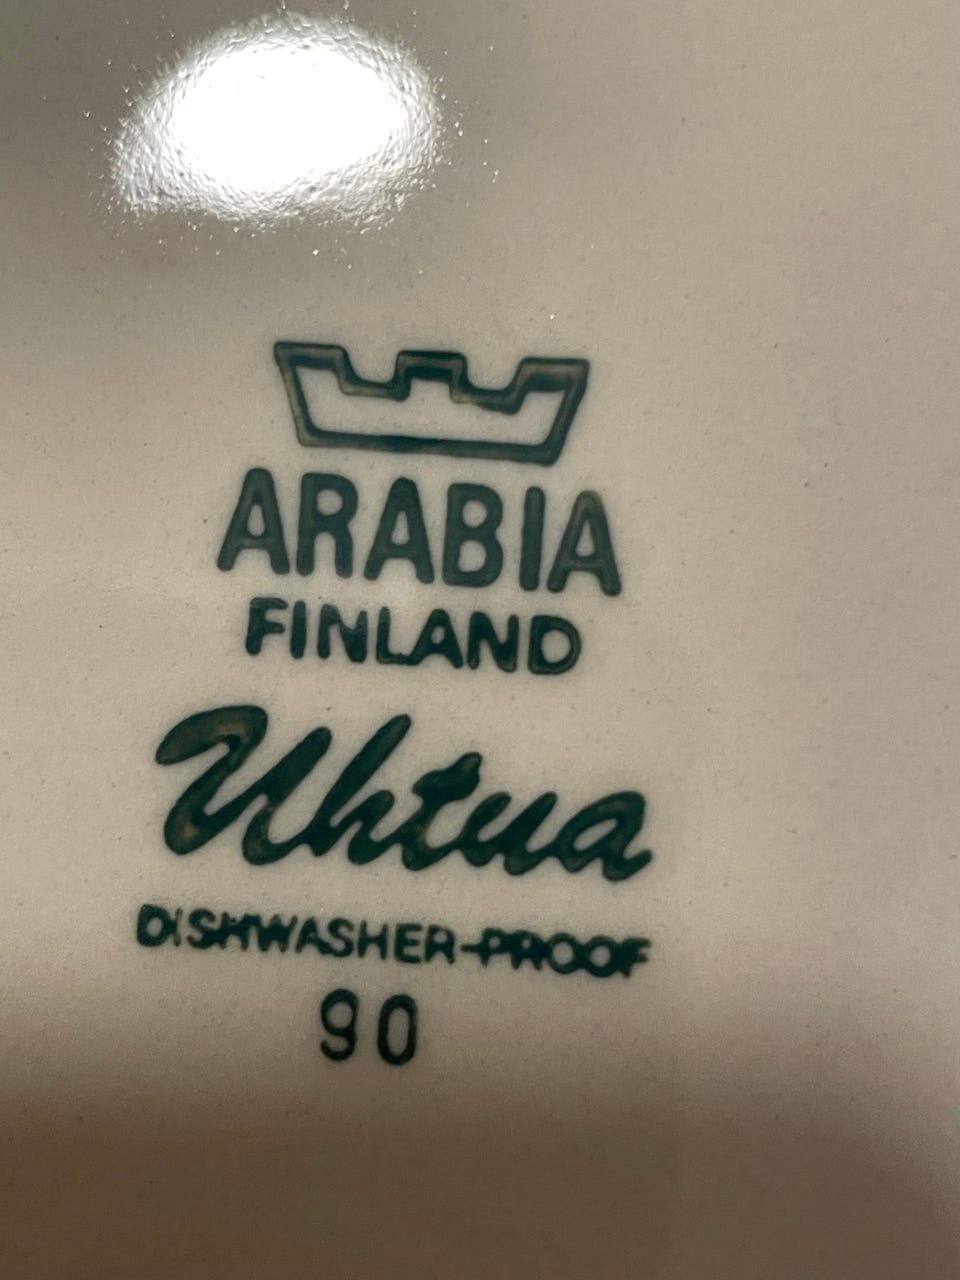 ARABIA
FINLAND
Uhtua
DISHWASHER-PROOF
90